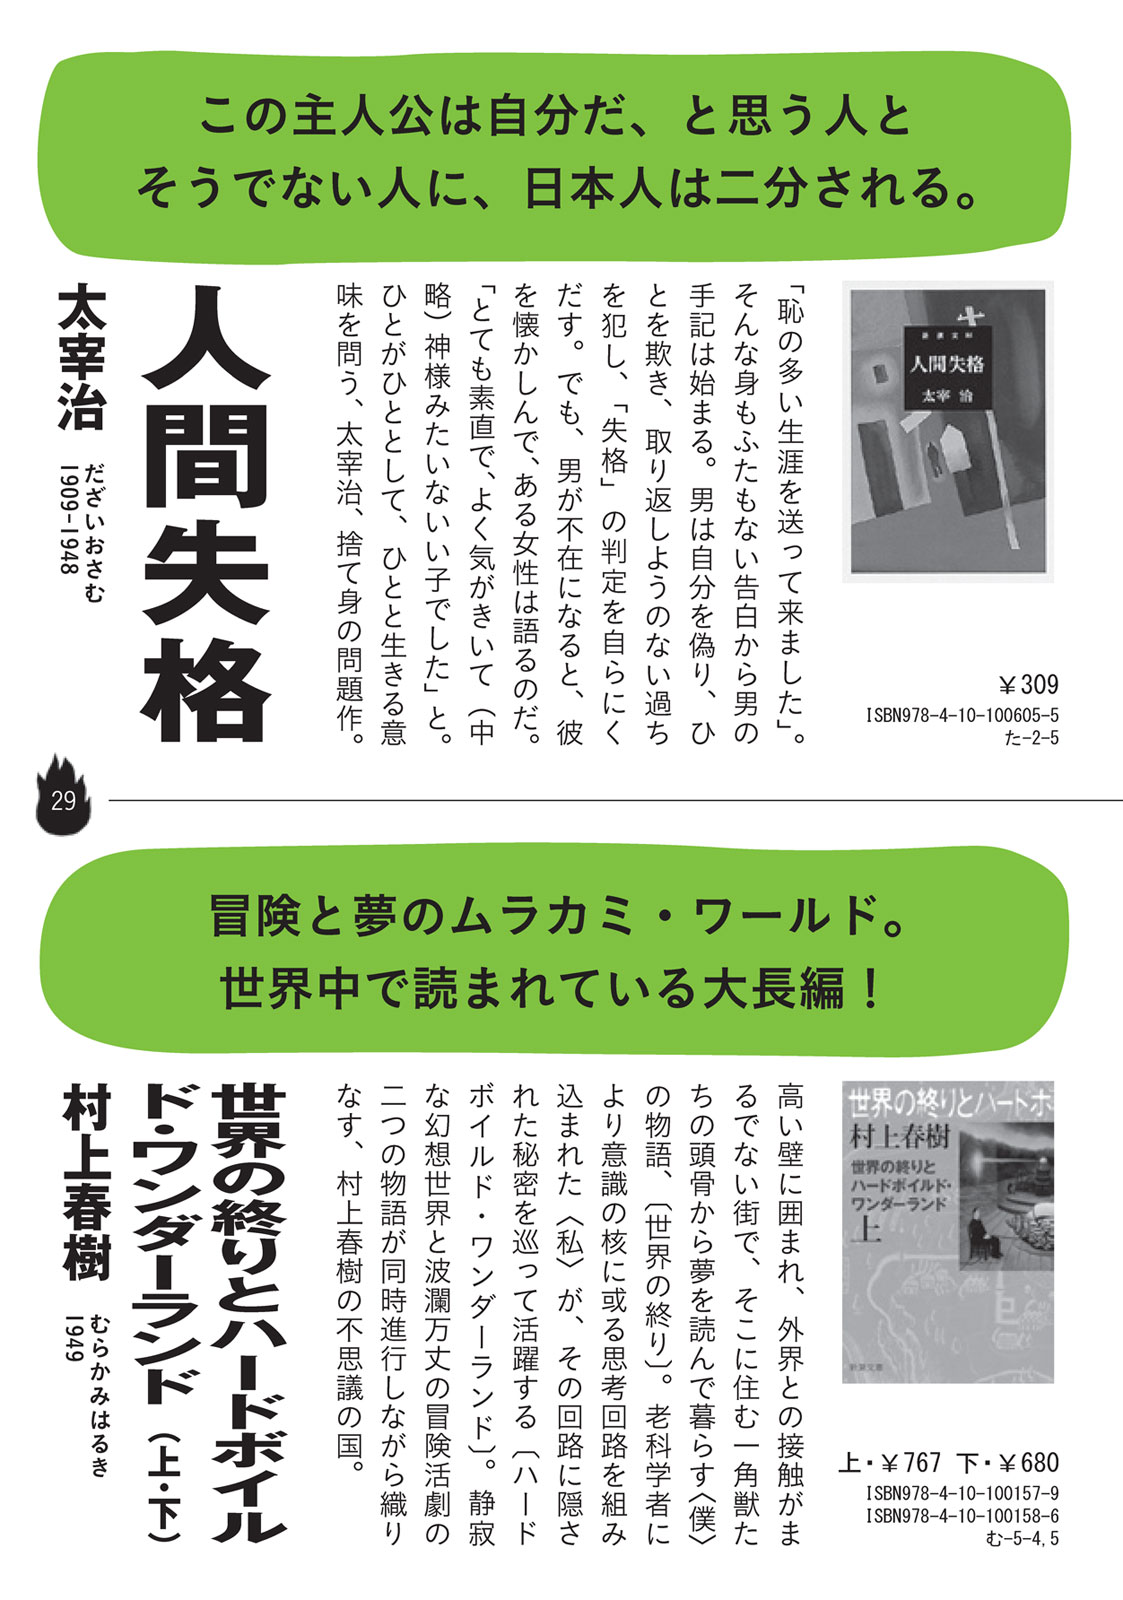 この主人公は自分だ、と思う人と
そうでない人に、日本人は二分される。
新潮文庫
人間失格
太宰 治
￥309
ISBN978-4-10-100605-5
た-2-5
「恥の多い生涯を送って来ました」。
そんな身もふたもない告白から男の
手記は始まる。男は自分を偽り、ひ
とを欺き、取り返しようのない過ち
を犯し、「失格」の判定を自らにく
だす。でも、男が不在になると、彼
を懐かしんで、ある女性は語るのだ。
「とても素直で、よく気がきいて（中
略）神様みたいないい子でした」と。
ひとがひととして、ひとと生きる意
味を問う、太宰治、捨て身の問題作。
人間失格
太宰治
だざいおさむ
1909-1948
29
冒険と夢のムラカミ・ワールド。
世界中で読まれている大長編！
世界の終りとハードボ
村上春樹
世界の終りと
ハードボイルド・
ワンダーランド
上
新潮文庫
上・￥767 下・￥680
ISBN978-4-10-100157-9
ISBN978-4-10-100158-6
む-5-4,5
高い壁に囲まれ、外界との接触がま
るでない街で、そこに住む一角獣た
ちの頭骨から夢を読んで暮らす〈僕〉
の物語、〔世界の終り〕。老科学者に
より意識の核に或る思考回路を組み
込まれた〈私〉が、その回路に隠さ
れた秘密を巡って活躍する〔ハード
ボイルド・ワンダーランド〕。静寂
な幻想世界と波瀾万丈の冒険活劇の
二つの物語が同時進行しながら織り
なす、村上春樹の不思議の国。
世界の終りとハードボイル
ド・ワンダーランド（上・下）
村上春樹
むらかみはるき
1949